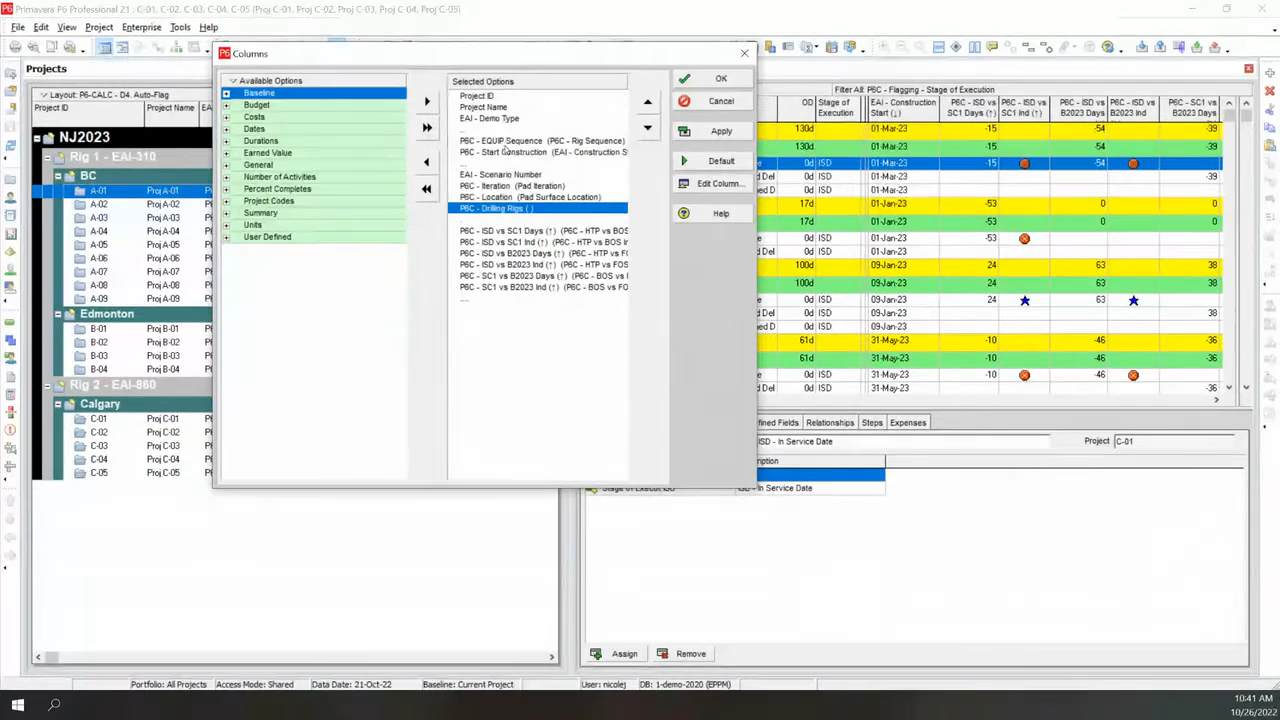 Primavera P6 Professional 21 : C-01, C-02, C-03, C-04, C-05 (Proj C-01, Proj C-02, Proj C-03, Proj C-04, Proj C-05)
File Edit View Project Enterprise Tools Help
Projects
Layout: P6-CALC - D4. Auto-Flag
Project ID Project Name
NJ2023
Rig 1 - EAI-310
BC
A-01 Proj A-01
A-02 Proj A-02
A-03 Proj A-03
A-04 Proj A-04
A-05 Proj A-05
A-06 Proj A-06
A-07 Proj A-07
A-08 Proj A-08
A-09 Proj A-09
Edmonton
B-01 Proj B-01
B-02 Proj B-02
B-03 Proj B-03
B-04 Proj B-04
Rig 2 - EAI-860
Calgary
C-01 Proj C-01
C-02 Proj C-02
C-03 Proj C-03
C-04 Proj C-04
C-05 Proj C-05
P6 Columns
Available Options
Baseline
Budget
Costs
Dates
Durations
Earned Value
General
Number of Activities
Percent Completes
Project Codes
Summary
Units
User Defined
Selected Options
Project ID
Project Name
EAI - Demo Type
..
P6C - EQUIP Sequence (P6C - Rig Sequence)
P6C - Start Construction (EAI - Construction S
...
EAI - Scenario Number
P6C - Iteration (Pad Iteration)
P6C - Location (Pad Surface Location)
P6C - Drilling Rigs ( )
P6C - ISD vs SC1 Days (↑) (P6C - HTP vs BOS
P6C - ISD vs SC1 Ind (↑) (P6C - HTP vs BOS I
P6C - ISD vs B2023 Days (↑) (P6C - HTP vs FO
P6C - ISD vs B2023 Ind (↑) (P6C - HTP vs FOS
P6C - SC1 vs B2023 Days (↑) (P6C - BOS vs F
P6C - SC1 vs B2023 Ind (↑) (P6C - BOS vs FO
....
OK
Cancel
Apply
Default
Edit Column...
Help
Filter All: P6C - Flagging - Stage of Execution
OD Stage of Execution EAI - Construction Start (↓) P6C - ISD vs SC1 Days (↑) P6C - ISD vs SC1 Ind (↑) P6C - ISD vs B2023 Days P6C - ISD vs B2023 Ind P6C - SC1 vs B2023 Days
130d 01-Mar-23 -15 -54 -39
130d 01-Mar-23 -15 -54 -39
0d ISD 01-Mar-23 -15 -54
d Del 0d ISD 01-Mar-23 -39
d D 0d ISD 01-Mar-23
17d 01-Jan-23 -53 0 0
17d 01-Jan-23 -53 0 0
e 0d ISD 01-Jan-23 -53
d Del 0d ISD 01-Jan-23
100d 09-Jan-23 24 63 38
100d 09-Jan-23 24 63 38
e 0d ISD 09-Jan-23 24 63
d Del 0d ISD 09-Jan-23 38
ned D 0d ISD 09-Jan-23
61d 31-May-23 -10 -46 -36
61d 31-May-23 -10 -46 -36
e 0d ISD 31-May-23 -10 -46
d Del 0d ISD 31-May-23 -36
fined Fields Relationships Steps Expenses
ISD - In Service Date Project C-01
ription
Stage of Execut ISD ISD - In Service Date
Assign Remove
Portfolio: All Projects Access Mode: Shared Data Date: 21-Oct-22 Baseline: Current Project User: nicolej DB: 1-demo-2020 (EPPM)
10:41 AM
10/26/2022